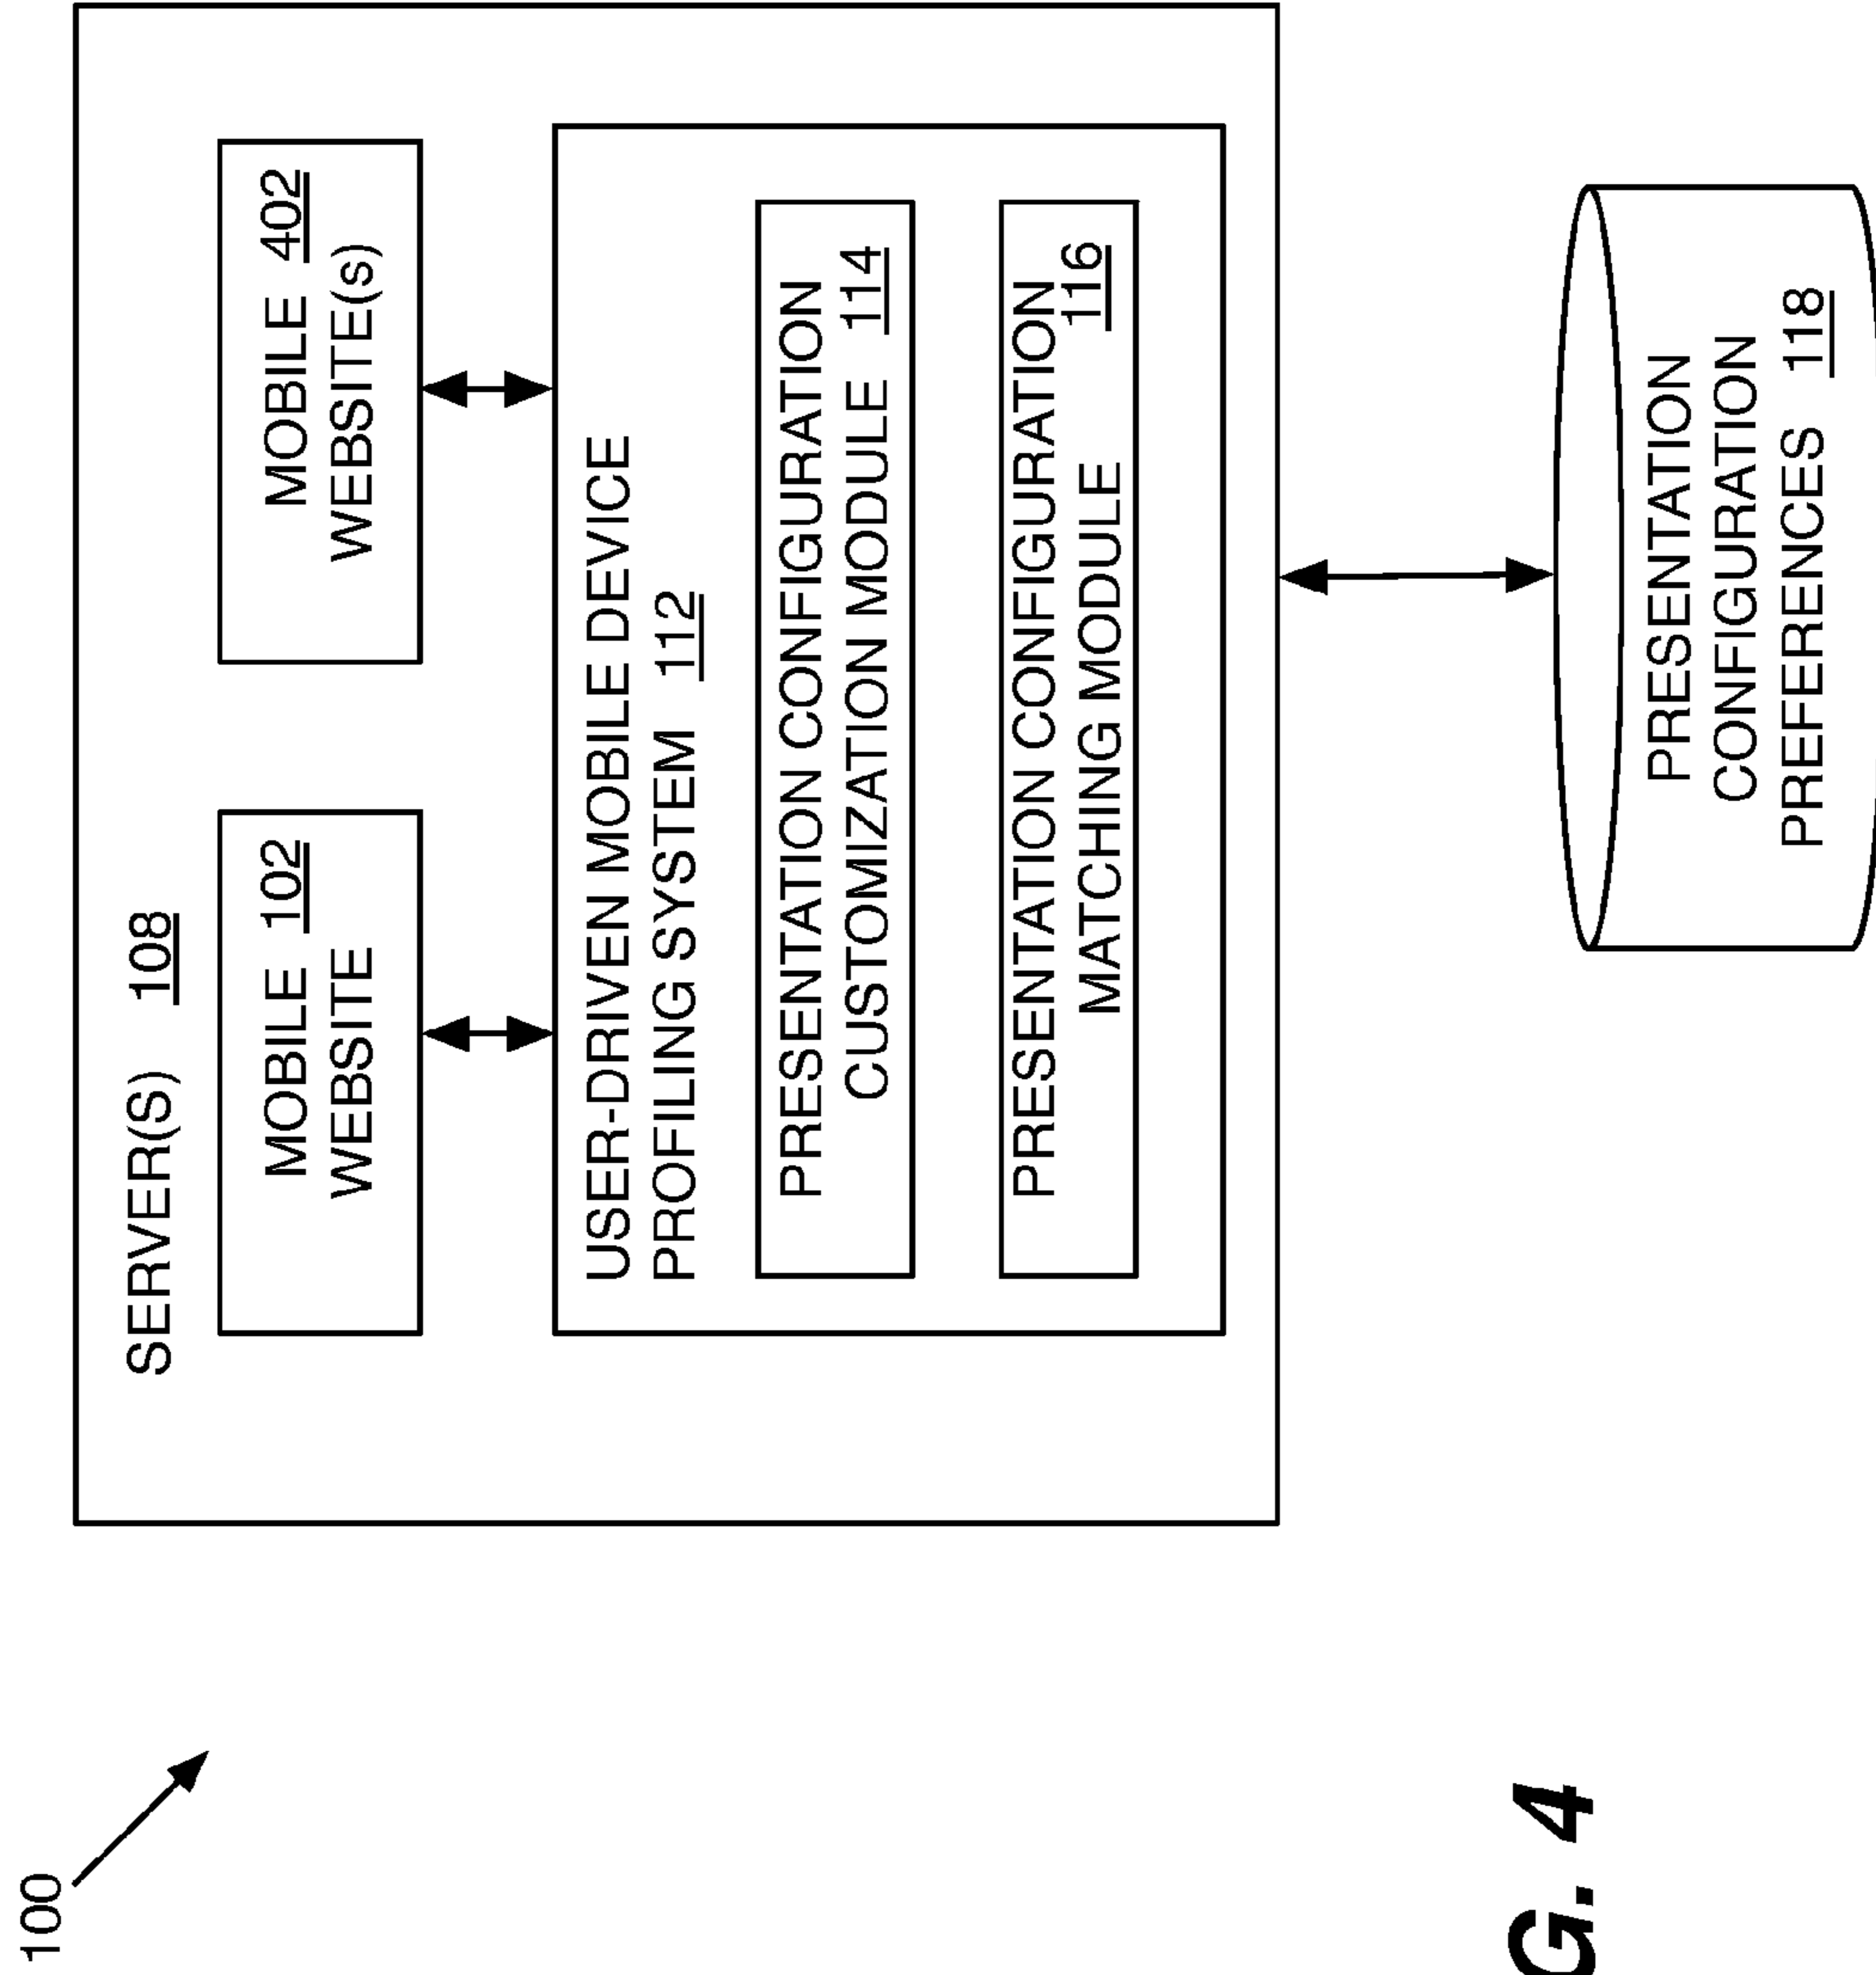 100
SERVER(S) 108
MOBILE 102
WEBSITE
MOBILE 402
WEBSITE(s)
USER-DRIVEN MOBILE DEVICE
PROFILING SYSTEM 112
PRESENTATION CONFIGURATION
CUSTOMIZATION MODULE 114
PRESENTATION CONFIGURATION
116
MATCHING MODULE
PRESENTATION
CONFIGURATION
PREFERENCES 118
G. 4